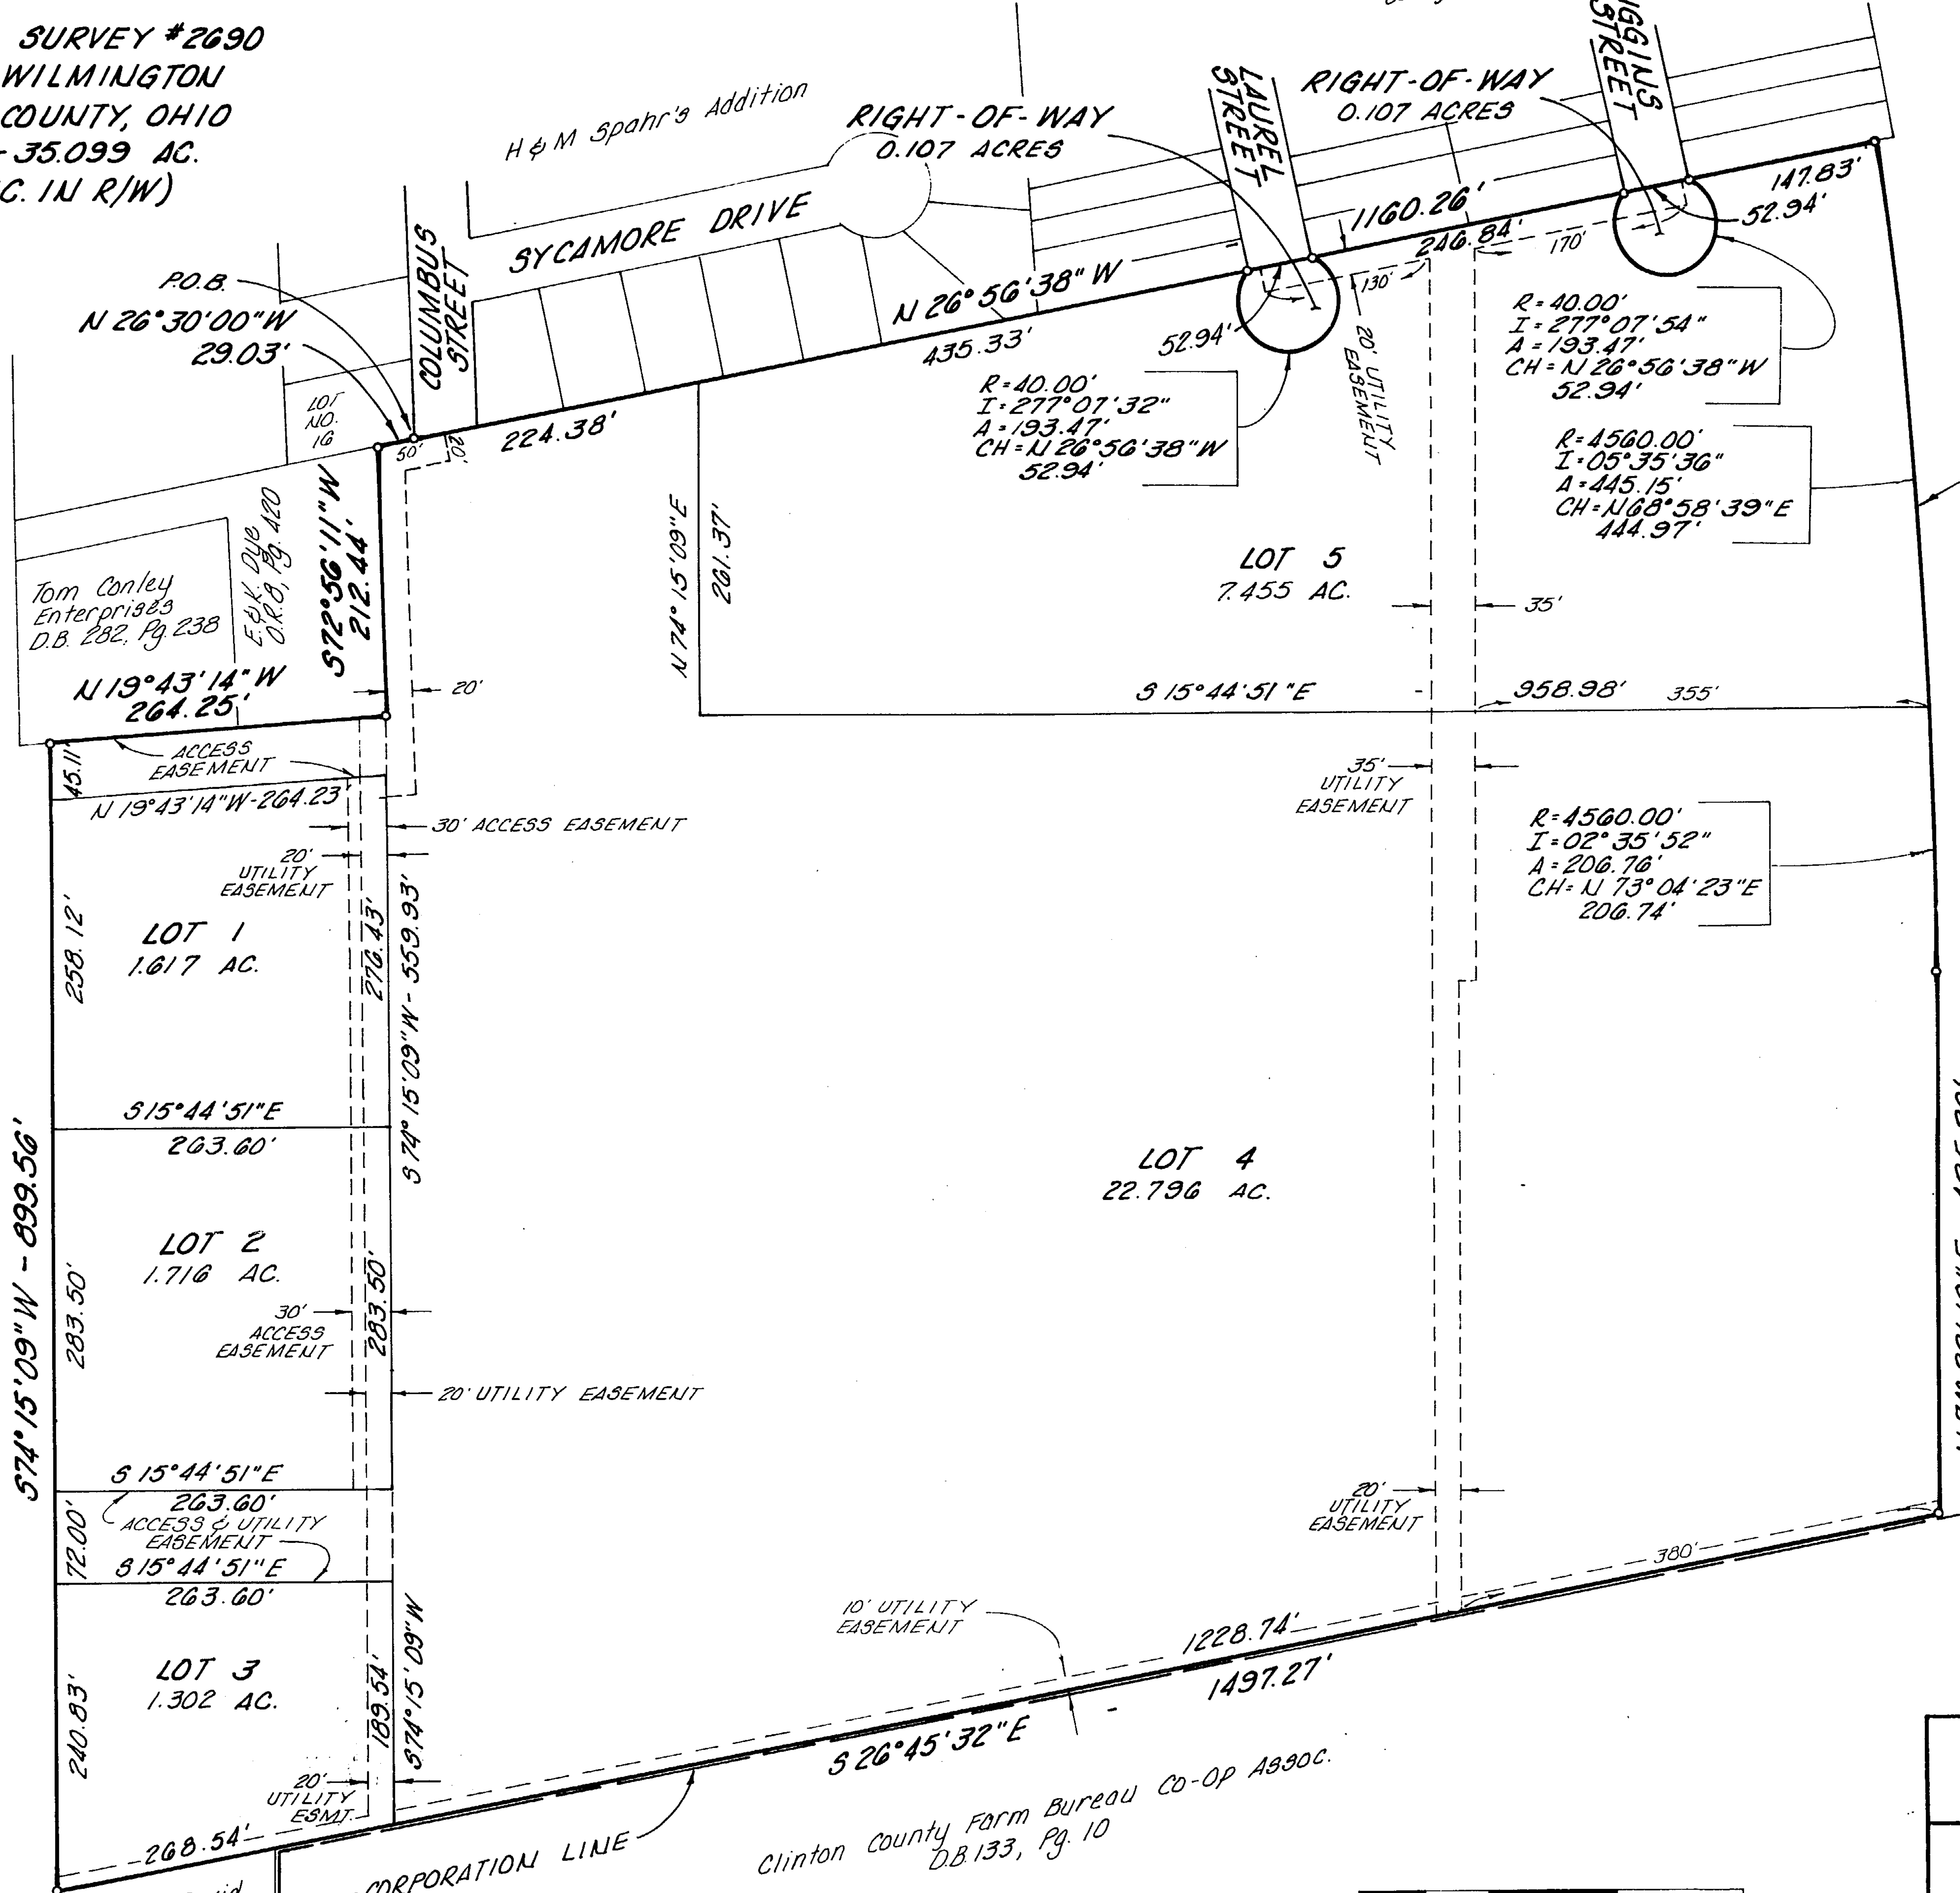 SURVEY #2690
WILMINGTON
COUNTY, OHIO
35.099 AC.
C. IN R/W)
H & M Spahr's Addition
SYCAMORE DRIVE
COLUMBUS
STREET
LAUREL
STREET
IGGINS
STREET
RIGHT-OF-WAY
0.107 ACRES
RIGHT-OF-WAY
0.107 ACRES
P.O.B.
N 26°30'00"W
29.03'
LOT
NO.
16
50'
20'
224.38'
N 26°56'38" W
435.33'
1160.26'
52.94'
246.84'
130'
170'
52.94'
147.83'
20' UTILITY
EASEMENT
R=40.00'
I=277°07'32"
A=193.47'
CH=N 26°56'38"W
52.94'
R=40.00'
I=277°07'54"
A=193.47'
CH=N 26°56'38"W
52.94'
R=4560.00'
I=05°35'36"
A=445.15'
CH=N68°58'39"E
444.97'
Tom Conley
Enterprises
D.B. 282, Pg. 238
E.&K. Dye
O.R.8, Pg. 420
S72°56'11"W
212.44'
N 19°43'14"W
264.25'
20'
N 74°15'09"E
261.37'
LOT 5
7.455 AC.
35'
S 15°44'51"E
958.98'
355'
45.11'
ACCESS
EASEMENT
N 19°43'14"W-264.23'
30' ACCESS EASEMENT
20'
UTILITY
EASEMENT
35'
UTILITY
EASEMENT
R=4560.00'
I=02°35'52"
A=206.76'
CH=N 73°04'23"E
206.74'
258.12'
LOT 1
1.617 AC.
276.43'
S 74°15'09"W-559.93'
S15°44'51"E
263.60'
S74°15'09"W-899.56'
LOT 2
1.716 AC.
283.50'
283.50'
30'
ACCESS
EASEMENT
20' UTILITY EASEMENT
LOT 4
22.796 AC.
S 15°44'51"E
263.60'
72.00'
ACCESS & UTILITY
EASEMENT
S15°44'51"E
263.60'
20'
UTILITY
EASEMENT
380'
LOT 3
1.302 AC.
240.83'
189.54'
S74°15'09"W
20'
UTILITY
ESMT.
10' UTILITY
EASEMENT
1228.74'
1497.27'
S 26°45'32"E
268.54'
CORPORATION LINE
Clinton County Farm Bureau Co-Op Assoc.
D.B.133, Pg. 10